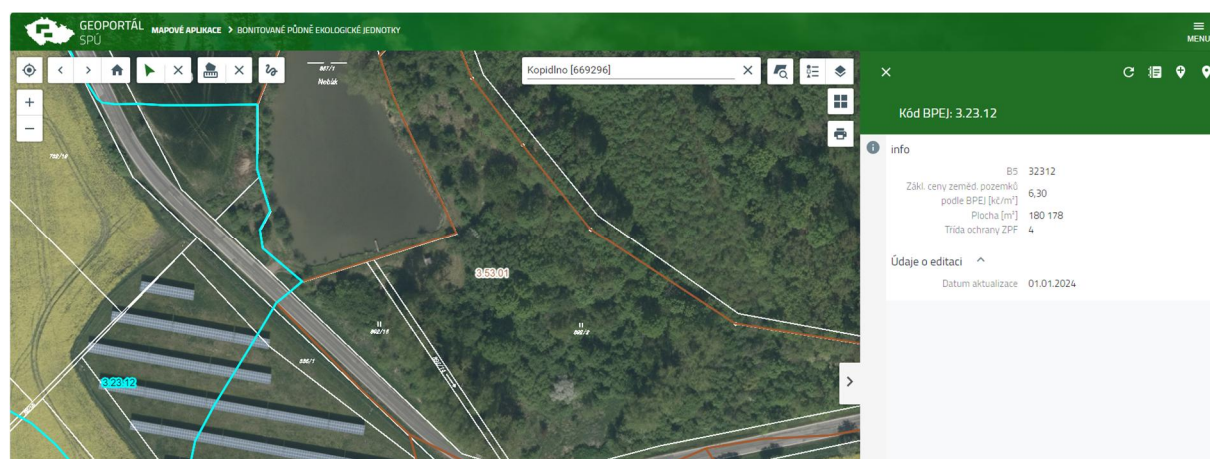 GEOPORTÁL
SPÚ
MAPOVÉ APLIKACE > BONITOVANÉ PŮDNĚ EKOLOGICKÉ JEDNOTKY
MENU
867/1
Nebák
Kopidlno [669296]
Kód BPEJ: 3.23.12
info
B5 32312
Zákl. ceny zeměd. pozemků
podle BPEJ [kč/m²] 6,30
Plocha [m²] 180 178
Třída ochrany ZPF 4
Údaje o editaci
Datum aktualizace 01.01.2024
3.53.01
3.23.12